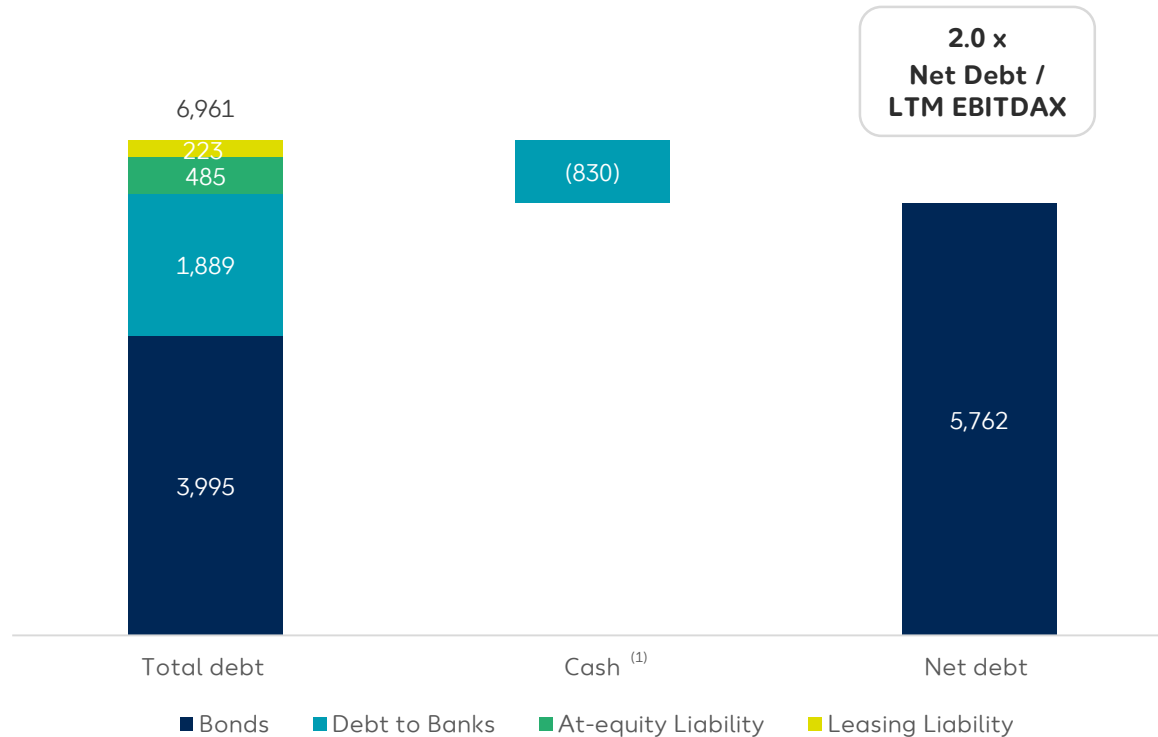 2.0 x
Net Debt /
LTM EBITDAX
6,961
223
485
1,889
3,995
(830)
5,762
Total debt
Cash (1)
Net debt
Bonds
Debt to Banks
At-equity Liability
Leasing Liability